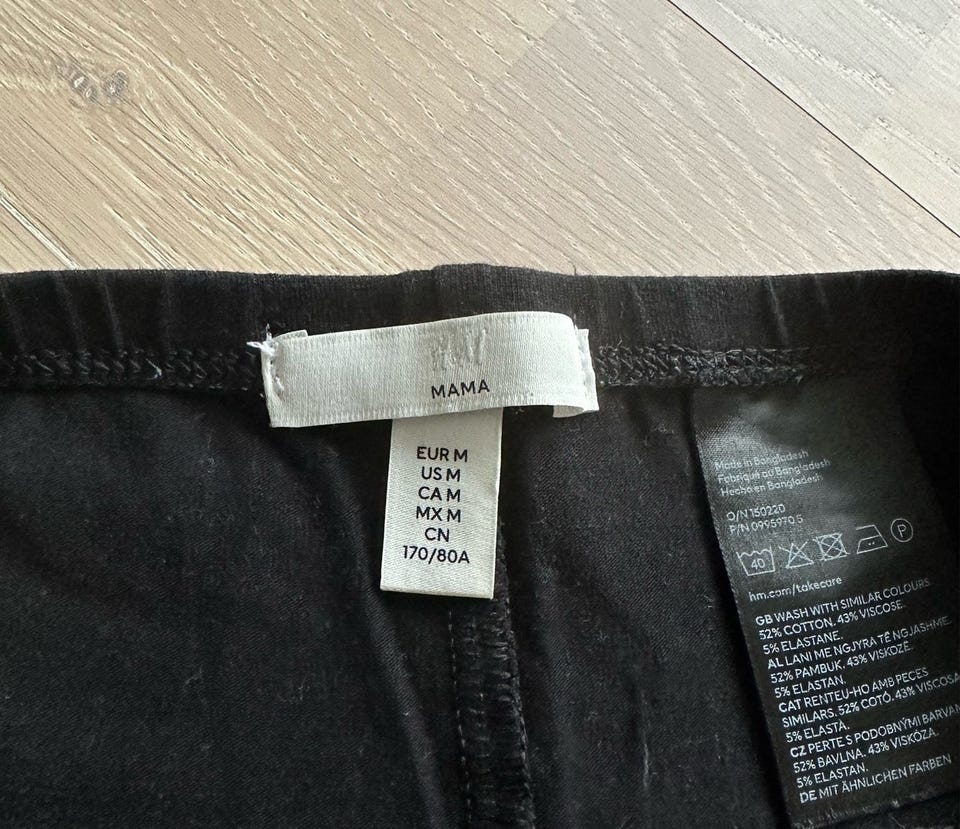 H&M
MAMA
EUR M
US M
CA M
MX M
CN
170/80A
Made in Bangladesh
Fabriqué au Bangladesh
Hecho en Bangladesh
O/N 150220
P/N 0995970 5
40 P
hm.com/takecare
GB WASH WITH SIMILAR COLOURS.
52% COTTON. 43% VISCOSE.
5% ELASTANE.
AL LANI ME NGJYRA TË NGJASHME.
52% PAMBUK. 43% VISKOZË.
5% ELASTAN.
CAT RENTEU-HO AMB PECES
SIMILARS. 52% COTÓ. 43% VISCOSA
5% ELASTA.
CZ PERTE S PODOBNÝMI BARVAM
52% BAVLNA. 43% VISKÓZA.
5% ELASTAN.
DE MIT ÄHNLICHEN FARBEN